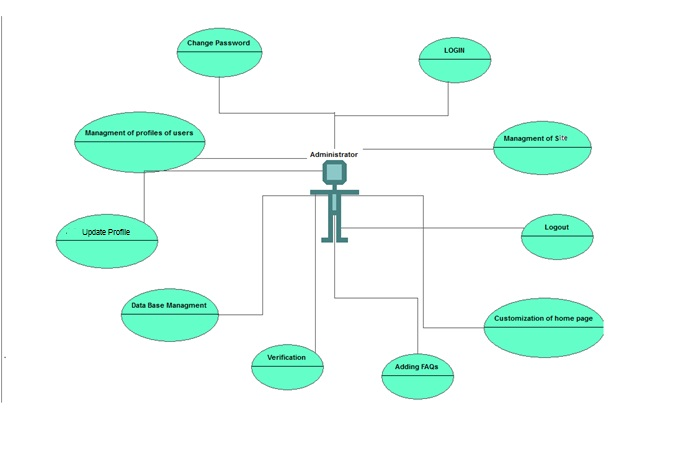 Change Password
LOGIN
Managment of profiles of users
Managment of Site
Administrator
Update Profile
Logout
Data Base Managment
Customization of home page
Verification
Adding FAQs